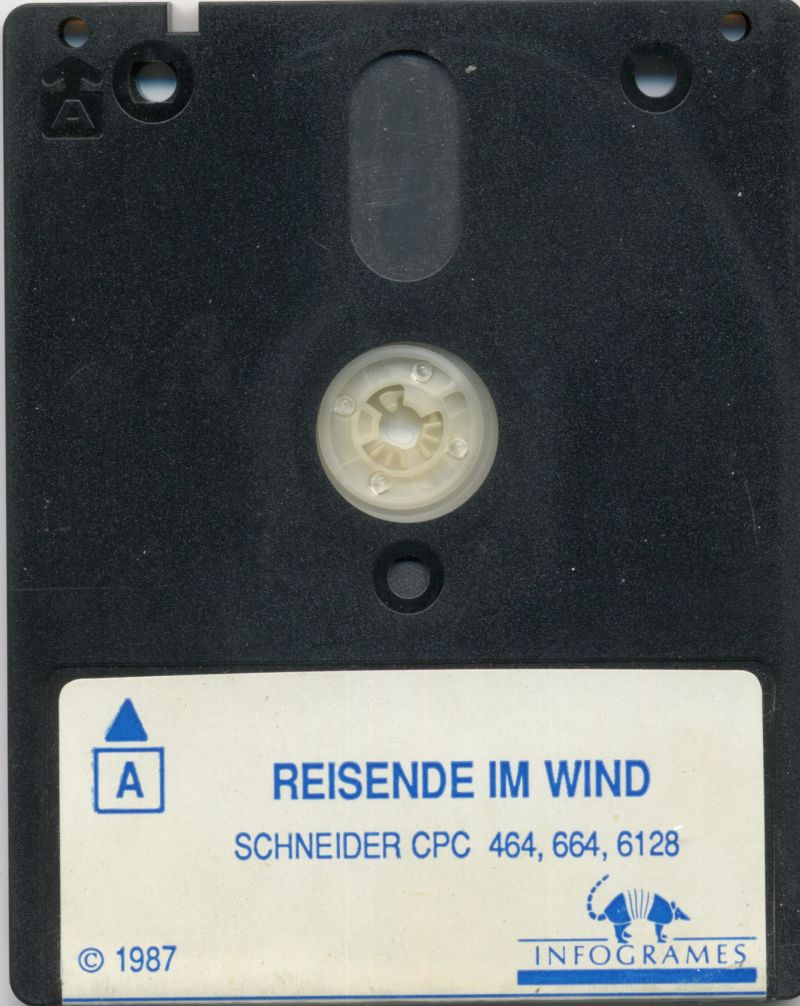 A
A
REISENDE IM WIND
SCHNEIDER CPC 464, 664, 6128
© 1987
INFOGRAMES